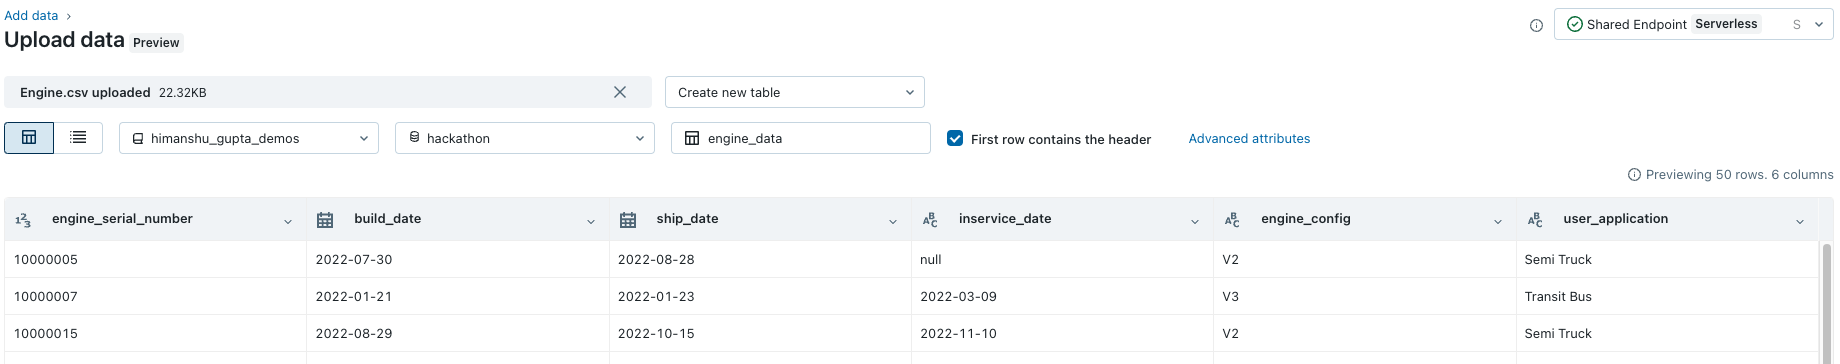 Add data ›
Upload data Preview
Shared Endpoint Serverless S
Engine.csv uploaded 22.32KB
Create new table
himanshu_gupta_demos hackathon engine_data First row contains the header Advanced attributes
Previewing 50 rows. 6 columns
engine_serial_number build_date ship_date inservice_date engine_config user_application
10000005 2022-07-30 2022-08-28 null V2 Semi Truck
10000007 2022-01-21 2022-01-23 2022-03-09 V3 Transit Bus
10000015 2022-08-29 2022-10-15 2022-11-10 V2 Semi Truck